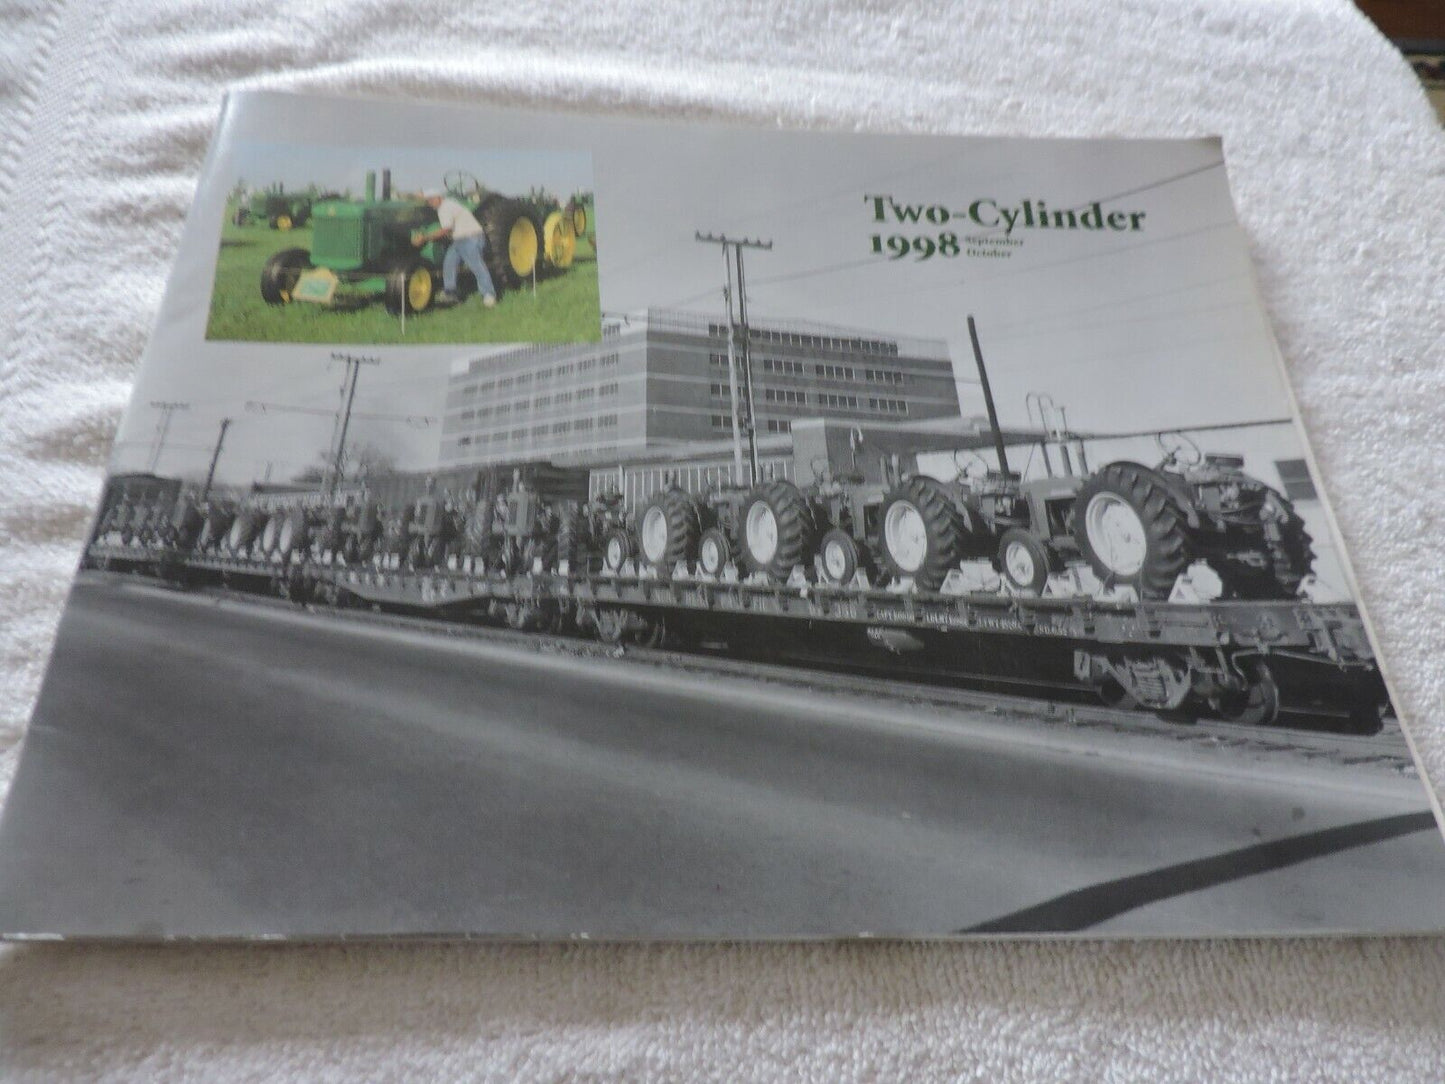 Two-Cylinder
1998 September
October